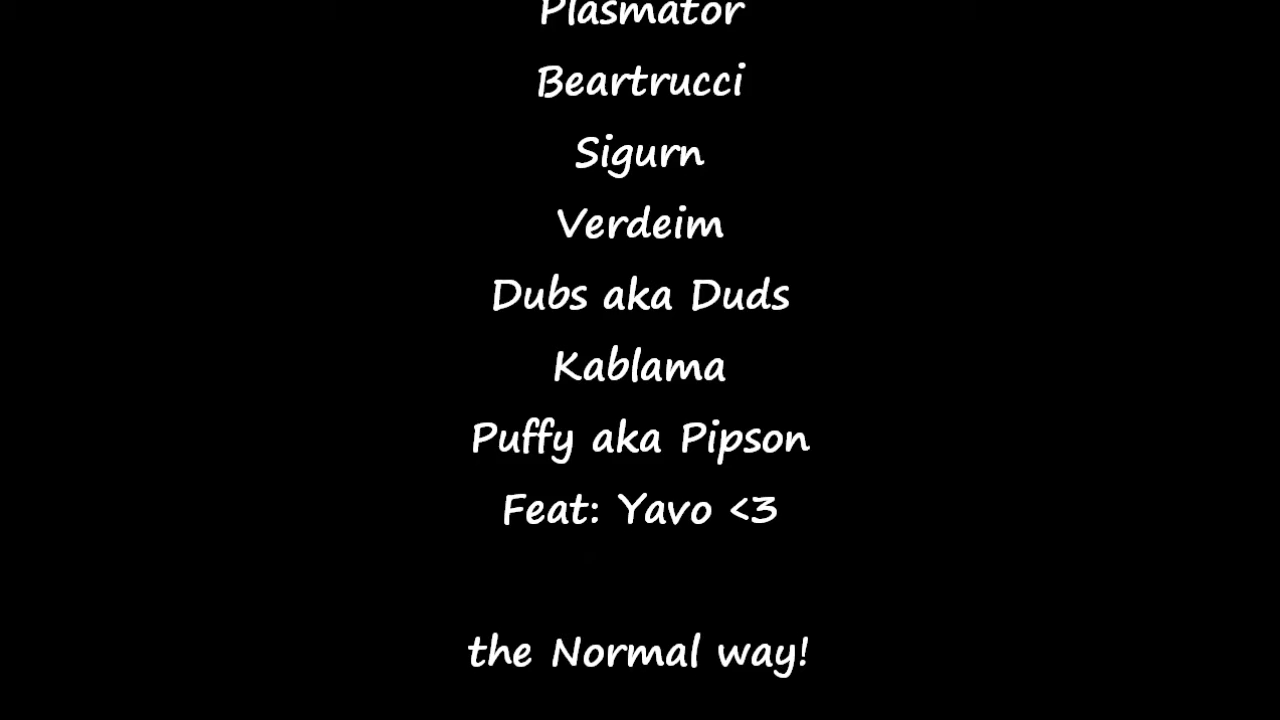 Plasmator
Beartrucci
Sigurn
Verdeim
Dubs aka Duds
Kablama
Puffy aka Pipson
Feat: Yavo <3
the Normal way!